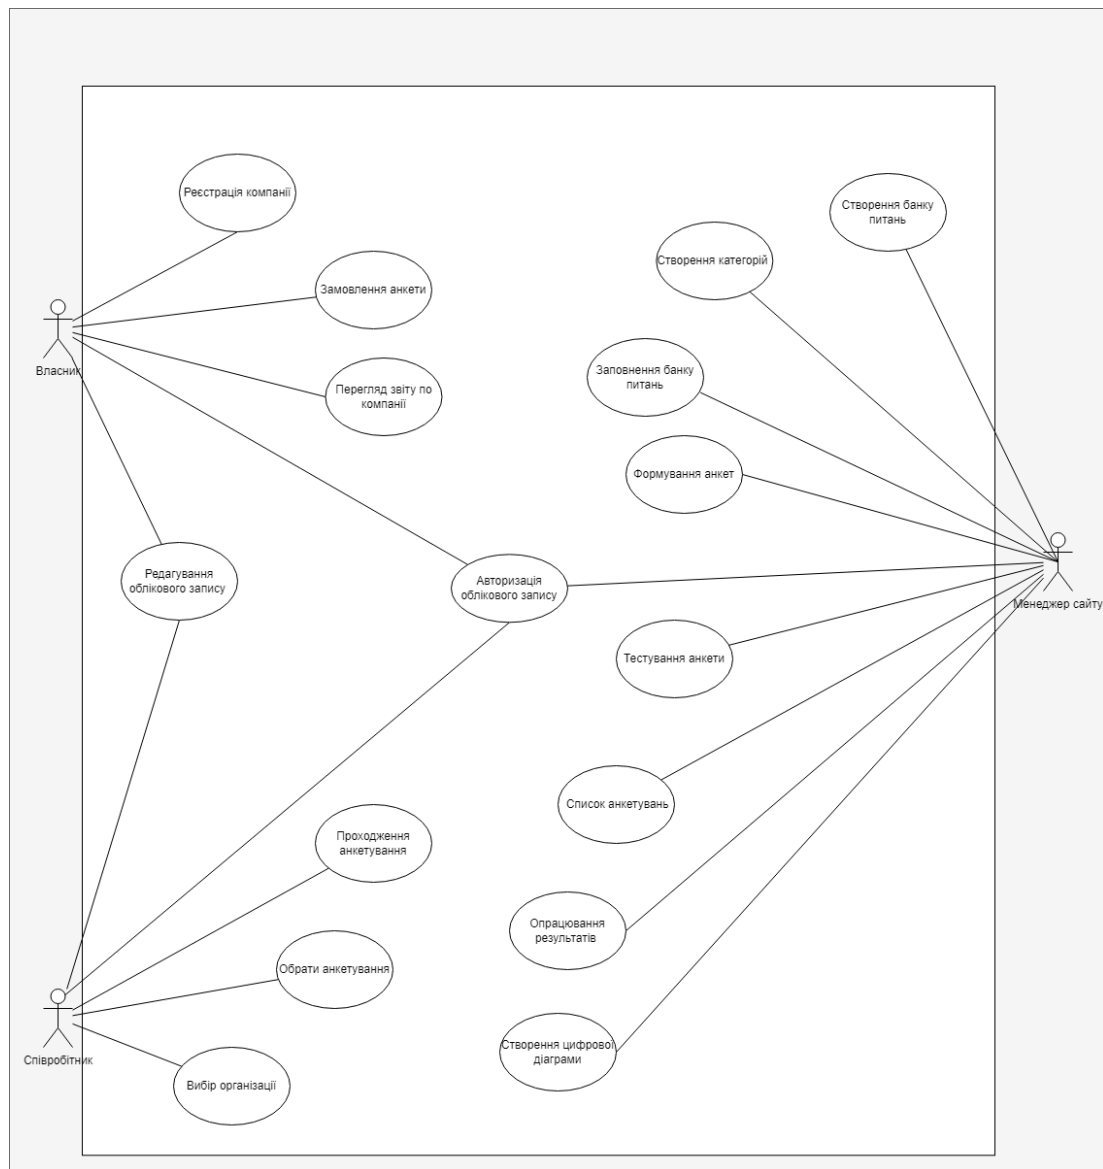 Реєстрація компанії
Створення банку
питань
Створення категорій
Замовлення анкети
Власник
Перегляд звіту по
компанії
Заповнення банку
питань
Формування анкет
Редагування
облікового запису
Авторизація
облікового запису
Менеджер сайту
Тестування анкети
Список анкетувань
Проходження
анкетування
Опрацювання
результатів
Обрати анкетування
Співробітник
Створення цифрової
діаграми
Вибір організації